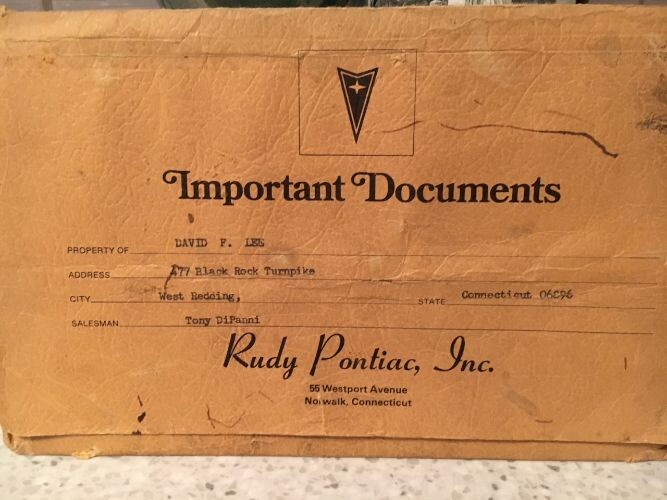 Important Documents
PROPERTY OF DAVID F. LEE
ADDRESS 177 Black Rock Turnpike
CITY West Redding, STATE Connecticut 06896
SALESMAN Tony DiPanni
Rudy Pontiac, Inc.
55 Westport Avenue
Norwalk, Connecticut